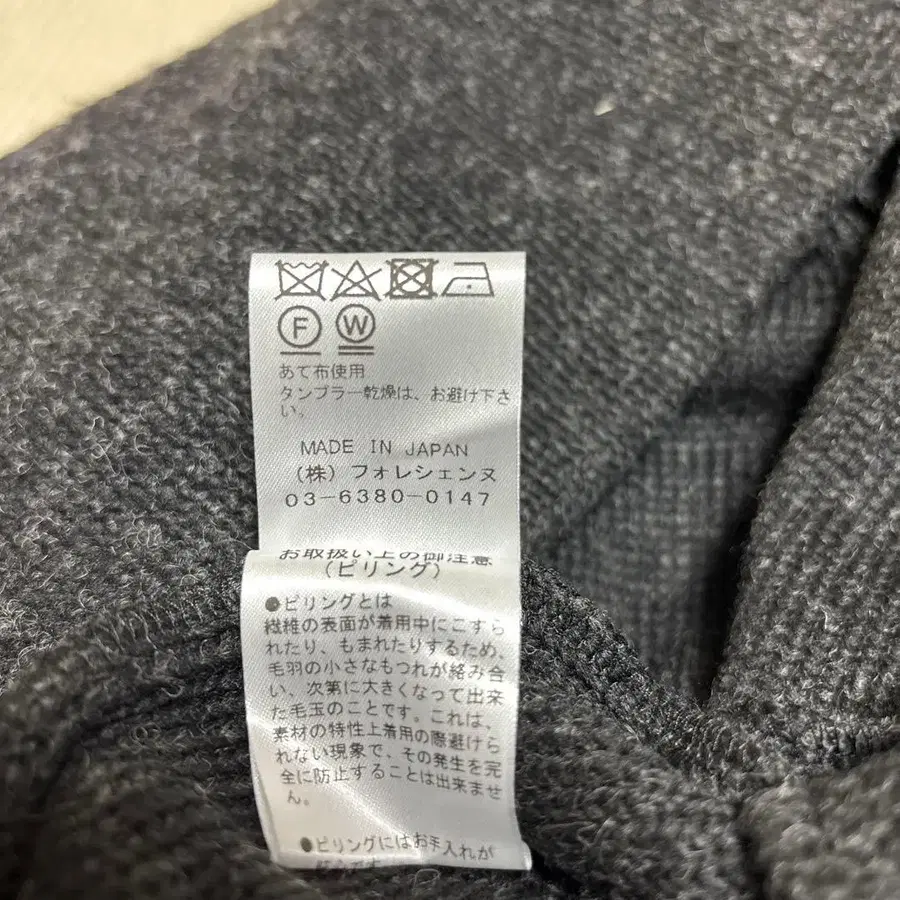 F W
あて布使用
タンブラー乾燥は、お避け下さ
い。
MADE IN JAPAN
(株)フォレシェンヌ
03-6380-0147
お取扱い上の御注意
(ピリング)
●ピリングとは
繊維の表面が着用中にこすら
れたり、もまれたりするため、
毛羽の小さなもつれが絡み合
い、次第に大きくなって出来
た毛玉のことです。これは、
素材の特性上着用の際避けら
れない現象で、その発生を完
全に防止することは出来ませ
ん。
●ピリングにはお手入れが